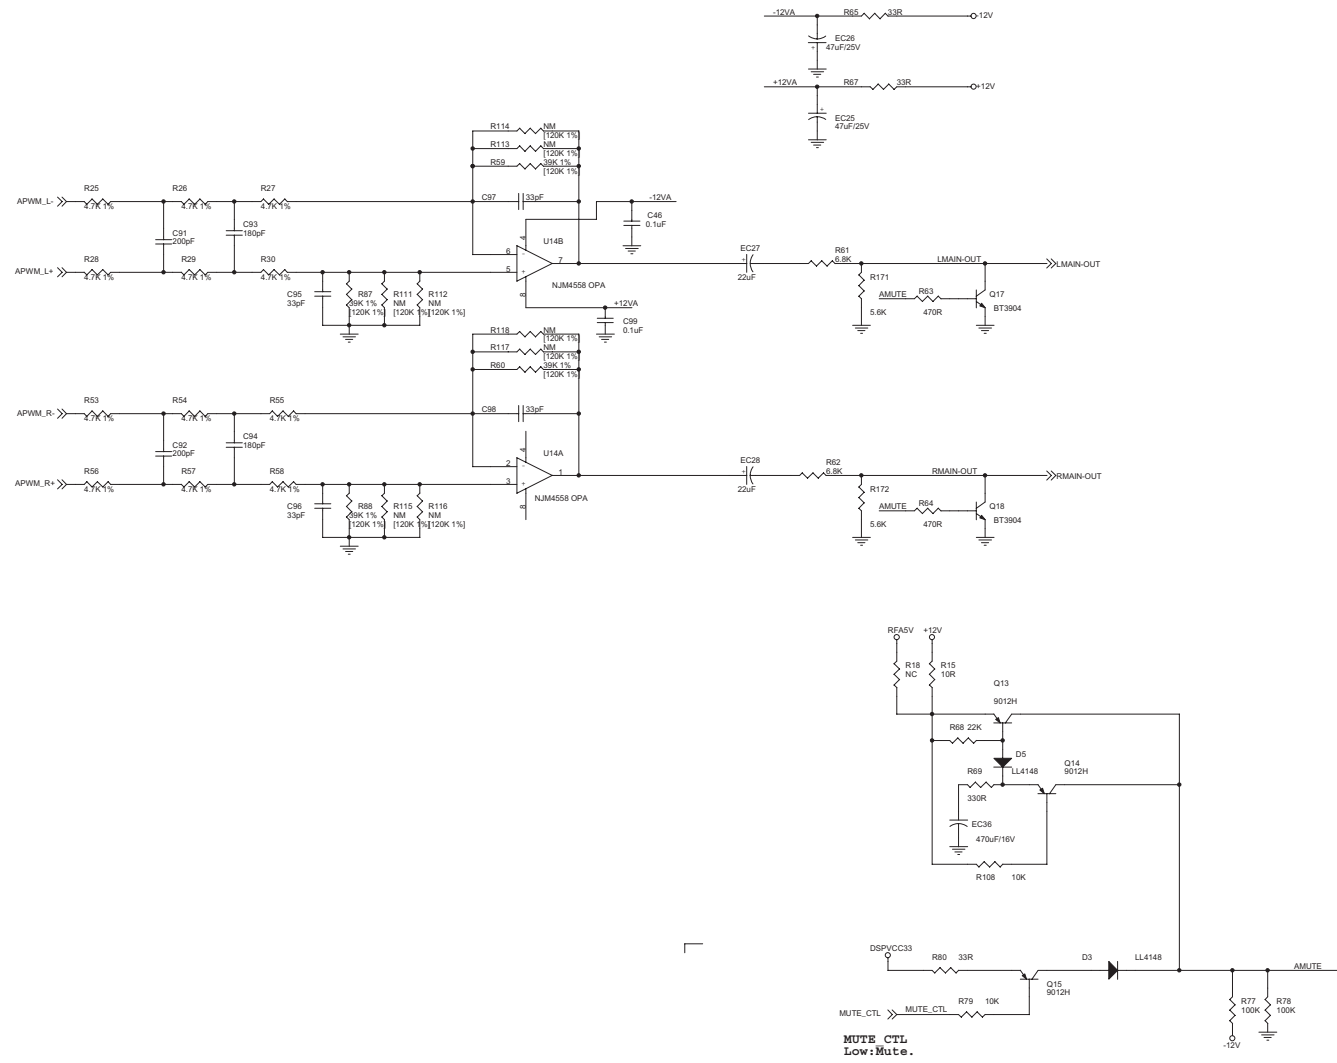 -12VA R65 33R -12V
EC26
47uF/25V
+12VA R67 33R +12V
EC25
47uF/25V
R114 NM
[120K 1%]
R113 NM
[120K 1%]
R59 39K 1%
[120K 1%]
R25 R26 R27
APWM_L- 4.7K 1% 4.7K 1% 4.7K 1%
C97 33pF -12VA
C91
200pF
C93
180pF
C46
0.1uF
4
U14B
6
-
5
+
7
8
NJM4558 OPA
R28 R29 R30
APWM_L+ 4.7K 1% 4.7K 1% 4.7K 1%
C95
33pF
R87
39K 1%
[120K 1%]
R111
NM
[120K 1%]
R112
NM
[120K 1%]
+12VA
C99
0.1uF
EC27
+
22uF
R61
6.8K
LMAIN-OUT LMAIN-OUT
R171
5.6K
AMUTE R63
470R
Q17
BT3904
R118 NM
[120K 1%]
R117 NM
[120K 1%]
R60 39K 1%
[120K 1%]
R53 R54 R55
APWM_R- 4.7K 1% 4.7K 1% 4.7K 1%
C98 33pF
C92
200pF
C94
180pF
4
U14A
2
-
3
+
1
8
NJM4558 OPA
R56 R57 R58
APWM_R+ 4.7K 1% 4.7K 1% 4.7K 1%
C96
33pF
R88
39K 1%
[120K 1%]
R115
NM
[120K 1%]
R116
NM
[120K 1%]
EC28
+
22uF
R62
6.8K
RMAIN-OUT RMAIN-OUT
R172
5.6K
AMUTE R64
470R
Q18
BT3904
RFA5V +12V
R18
NC
R15
10R
Q13
9012H
R68 22K
D5
LL4148
Q14
9012H
R69
330R
EC36
470uF/16V
R108 10K
DSPVCC33
R80 33R
D3 LL4148
AMUTE
Q15
9012H
R79 10K
MUTE_CTL MUTE_CTL
R77
100K
R78
100K
-12V
MUTE_CTL
Low:Mute.